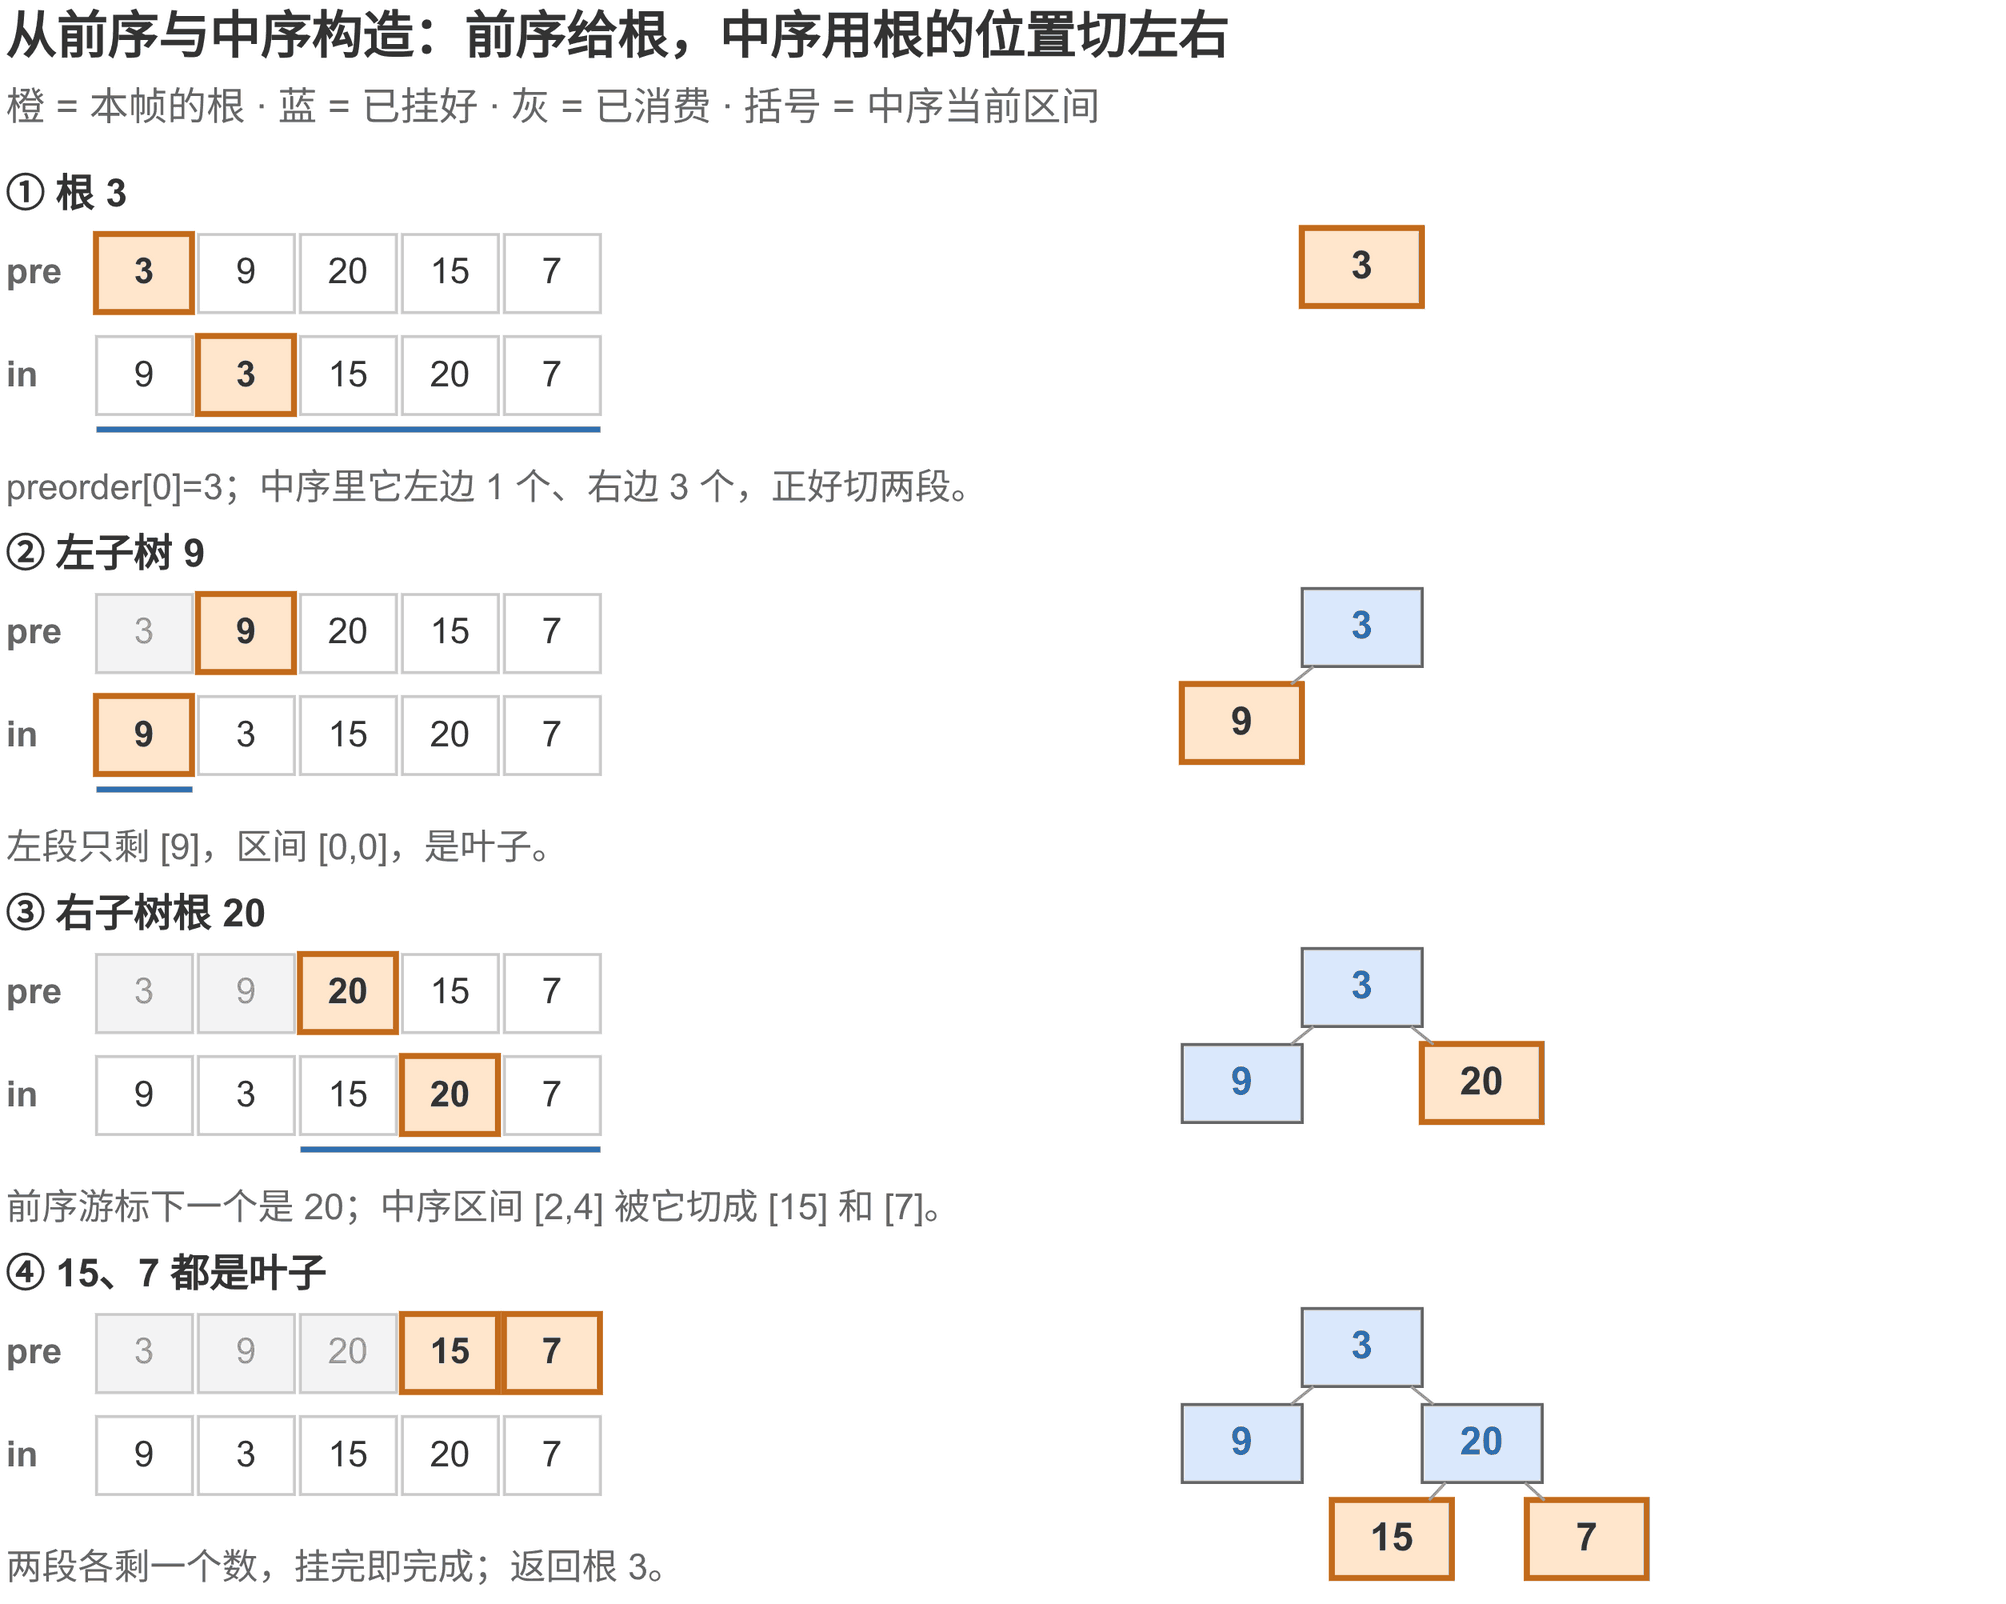 从前序与中序构造：前序给根，中序用根的位置切左右
橙 = 本帧的根 · 蓝 = 已挂好 · 灰 = 已消费 · 括号 = 中序当前区间
① 根 3
pre 3 9 20 15 7
in 9 3 15 20 7
3
preorder[0]=3；中序里它左边 1 个、右边 3 个，正好切两段。
② 左子树 9
pre 3 9 20 15 7
in 9 3 15 20 7
3
9
左段只剩 [9]，区间 [0,0]，是叶子。
③ 右子树根 20
pre 3 9 20 15 7
in 9 3 15 20 7
3
9 20
前序游标下一个是 20；中序区间 [2,4] 被它切成 [15] 和 [7]。
④ 15、7 都是叶子
pre 3 9 20 15 7
in 9 3 15 20 7
3
9 20
15 7
两段各剩一个数，挂完即完成；返回根 3。